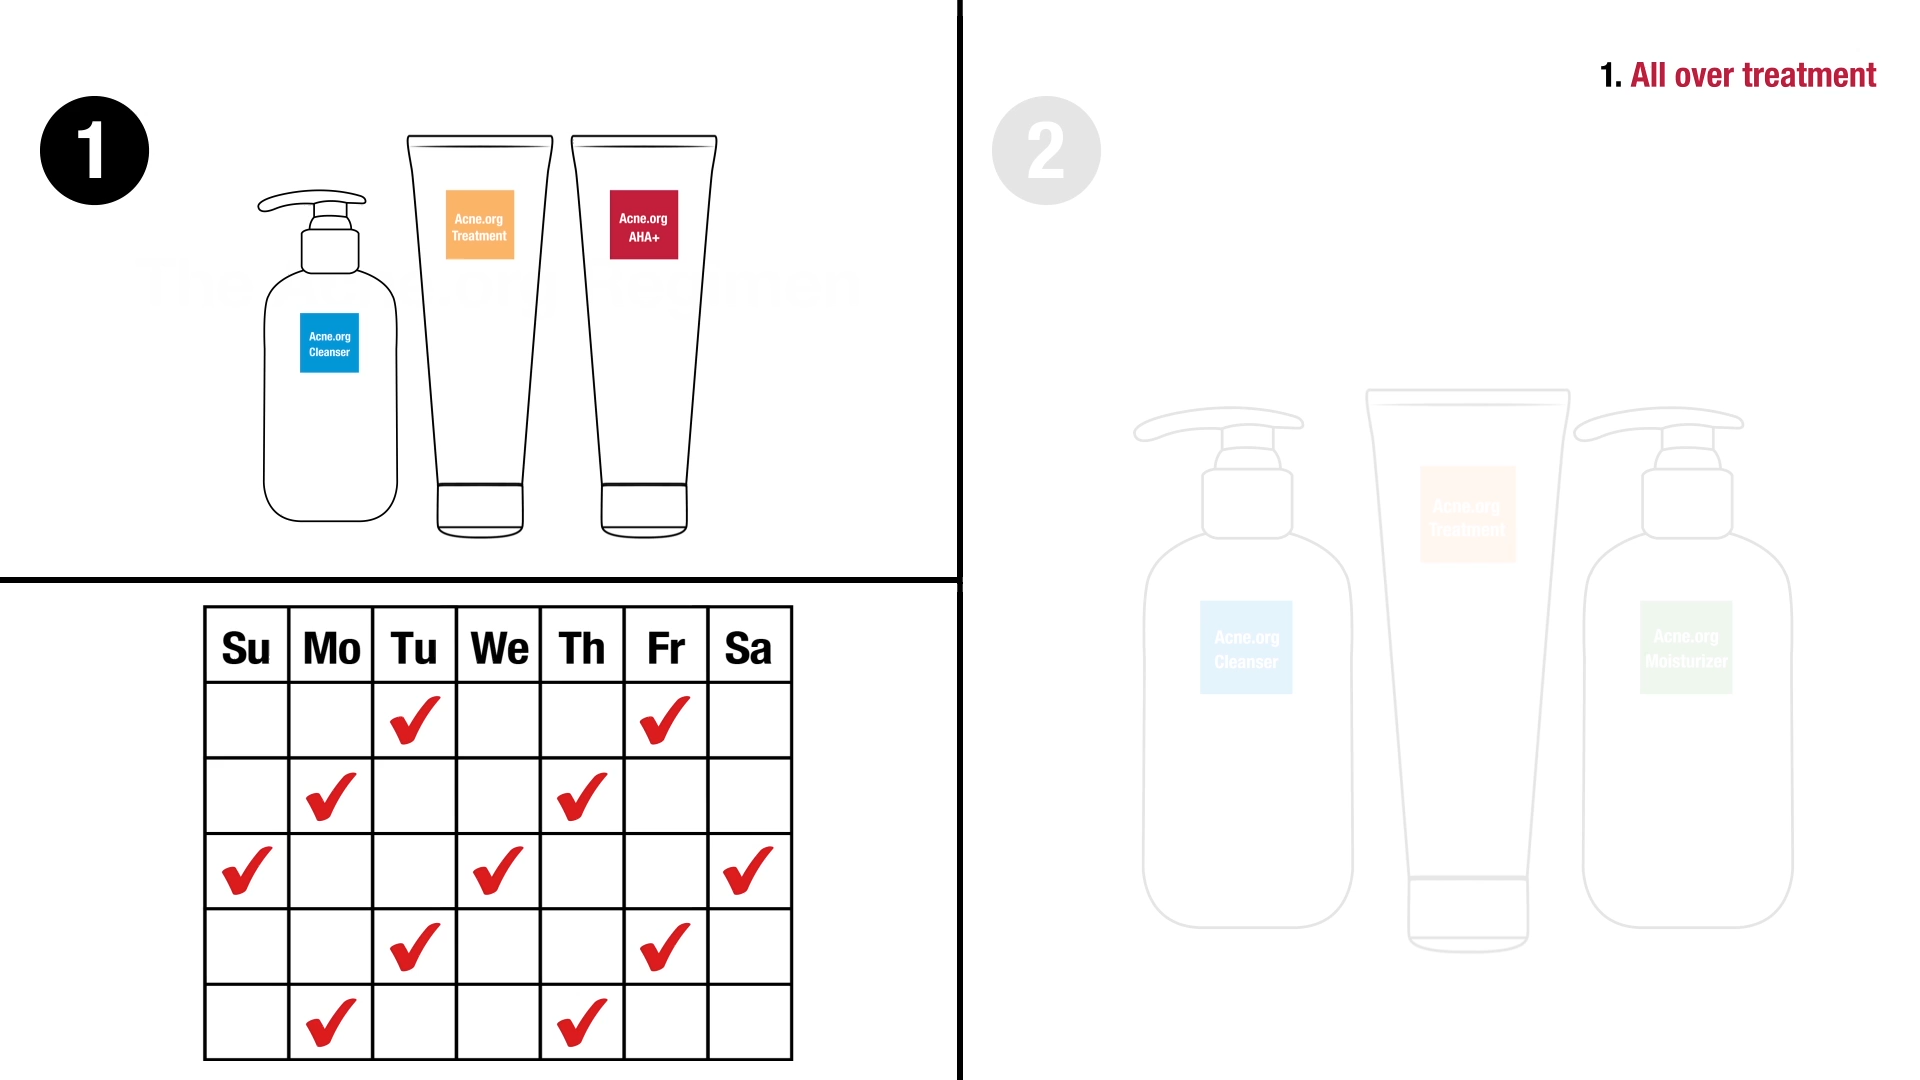 1
Acne.org
Treatment
Acne.org
AHA+
Acne.org
Cleanser
Su Mo Tu We Th Fr Sa
1. All over treatment
2
Acne.org
Treatment
Acne.org
Cleanser
Acne.org
Moisturizer